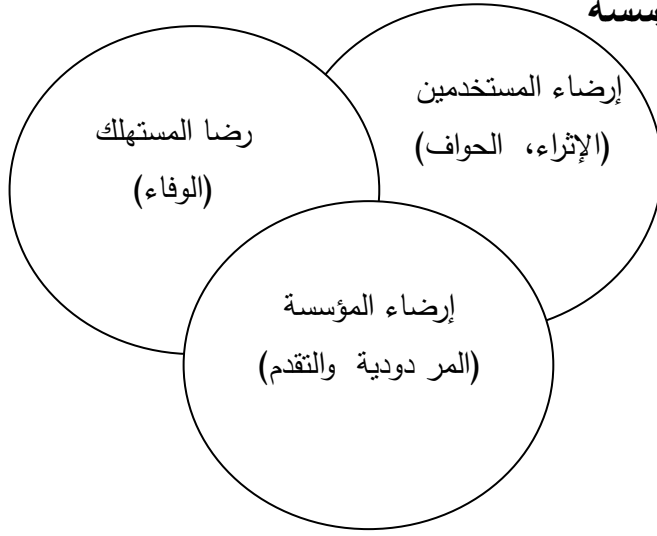 إرضاء المستخدمين
(الإثراء، الحواف)
رضا المستهلك
(الوفاء)
إرضاء المؤسسة
(المر دودية والتقدم)